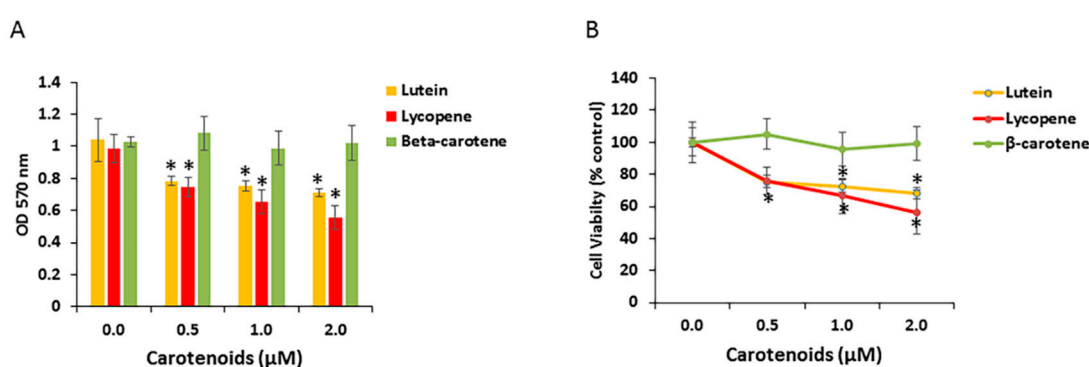 A
1.4
1.2
1
0.8
0.6
0.4
0.2
0
OD 570 nm
* *
* *
* *
0.0 0.5 1.0 2.0
Carotenoids (µM)
Lutein
Lycopene
Beta-carotene
B
140
120
100
80
60
40
20
0
Cell Viabilty (% control)
* *
* * *
0.0 0.5 1.0 2.0
Carotenoids (µM)
Lutein
Lycopene
β-carotene